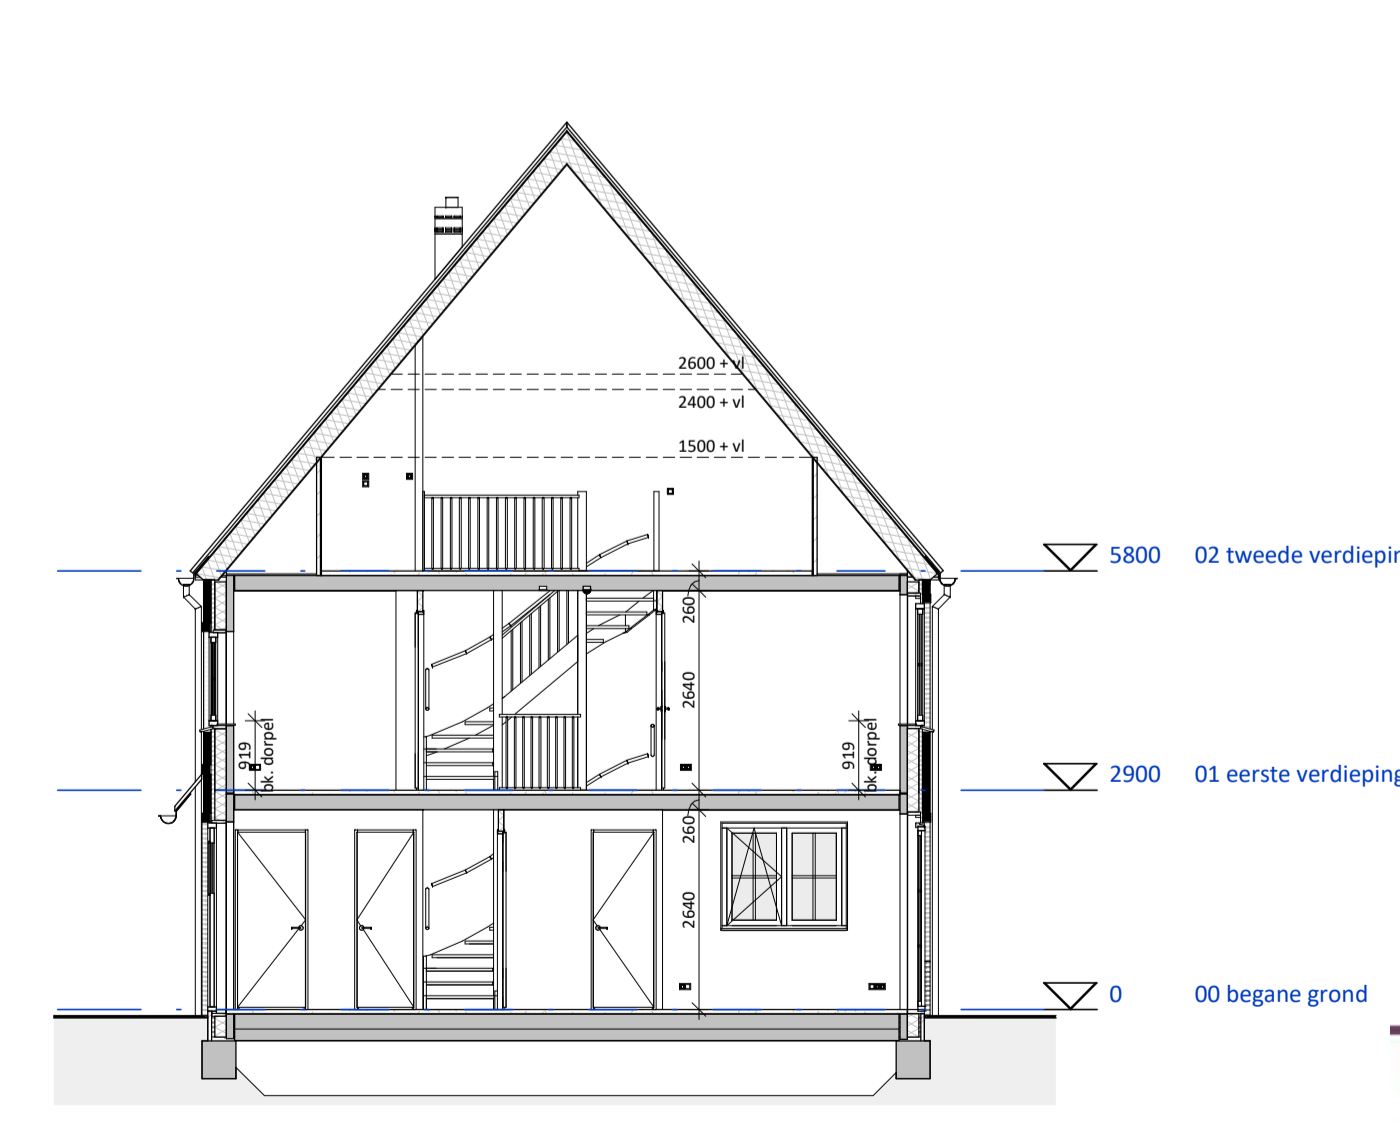 2600 + vl
2400 + vl
1500 + vl
5800 02 tweede verdiepin
260
2640
919
bk. dorpel
919
bk. dorpel
2900 01 eerste verdieping
260
2640
0 00 begane grond